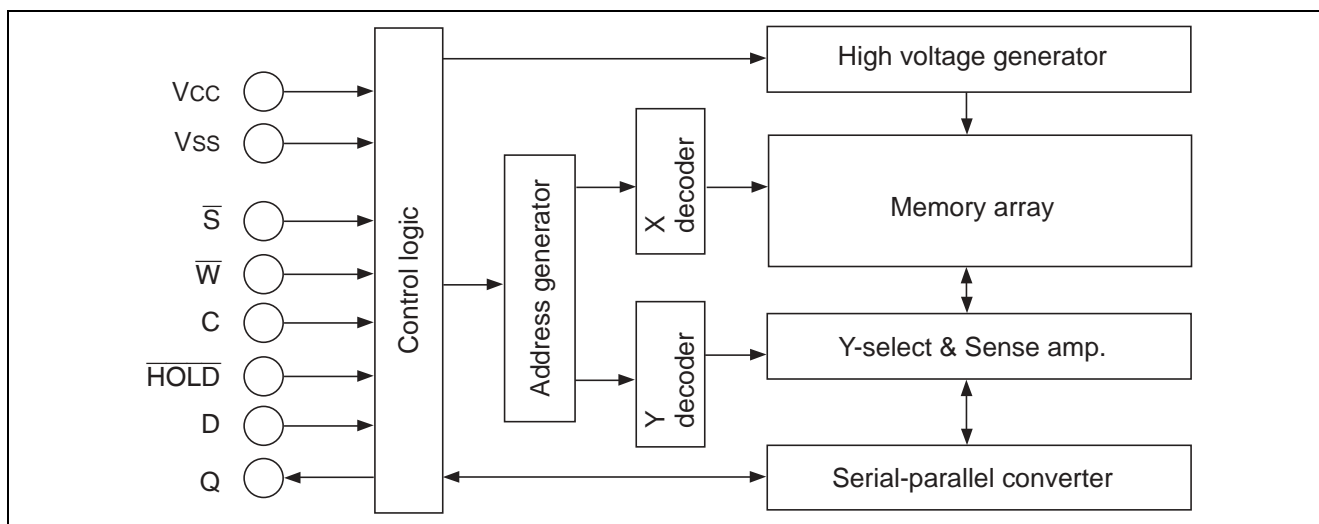 VCC
VSS
S̅
W̅
C
H̅O̅L̅D̅
D
Q
Control logic
Address generator
X
decoder
Y
decoder
High voltage generator
Memory array
Y-select & Sense amp.
Serial-parallel converter